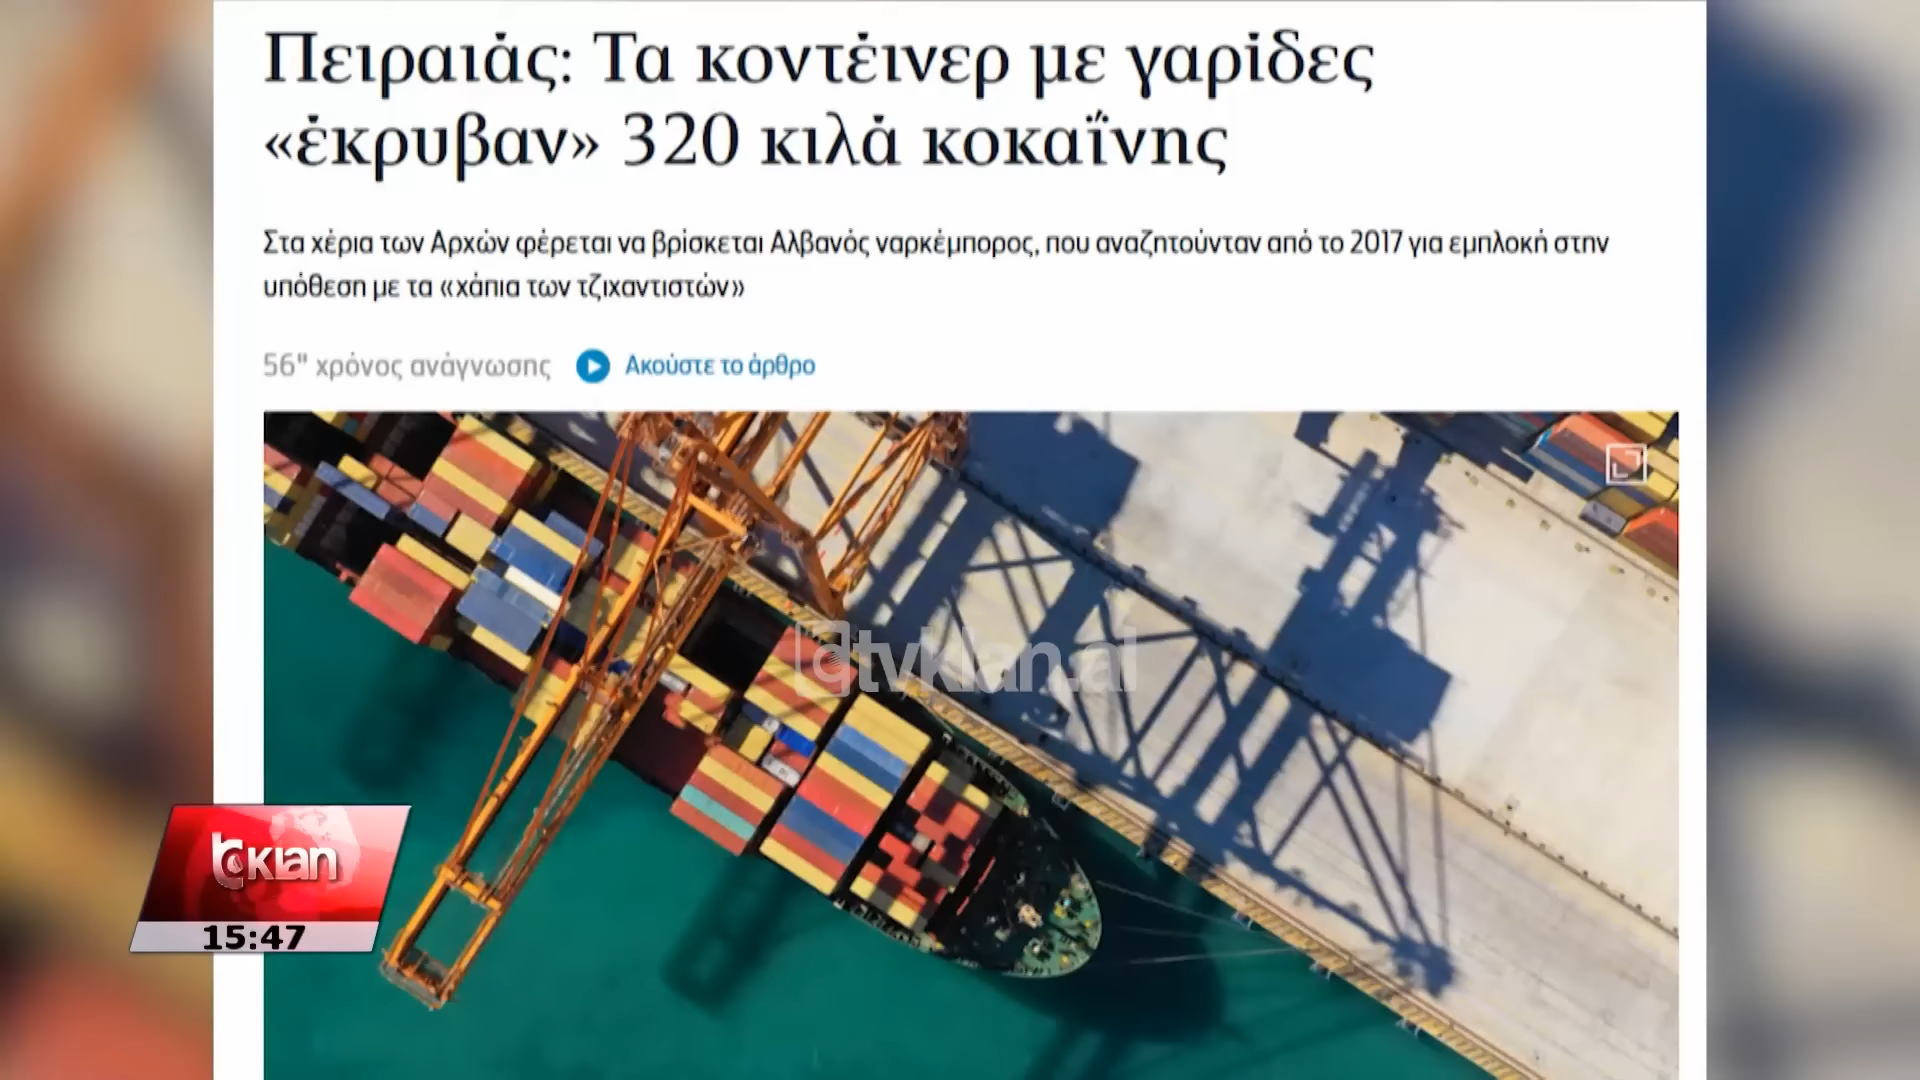 Πειραιάς: Τα κοντέινερ με γαρίδες
«έκρυβαν» 320 κιλά κοκαΐνης
Στα χέρια των Αρχών φέρεται να βρίσκεται Αλβανός ναρκέμπορος, που αναζητούνταν από το 2017 για εμπλοκή στην
υπόθεση με τα «χάπια των τζιχαντιστών»
56" χρόνος ανάγνωσης
Ακούστε το άρθρο
tvklan.al
tv KLAN
15:47